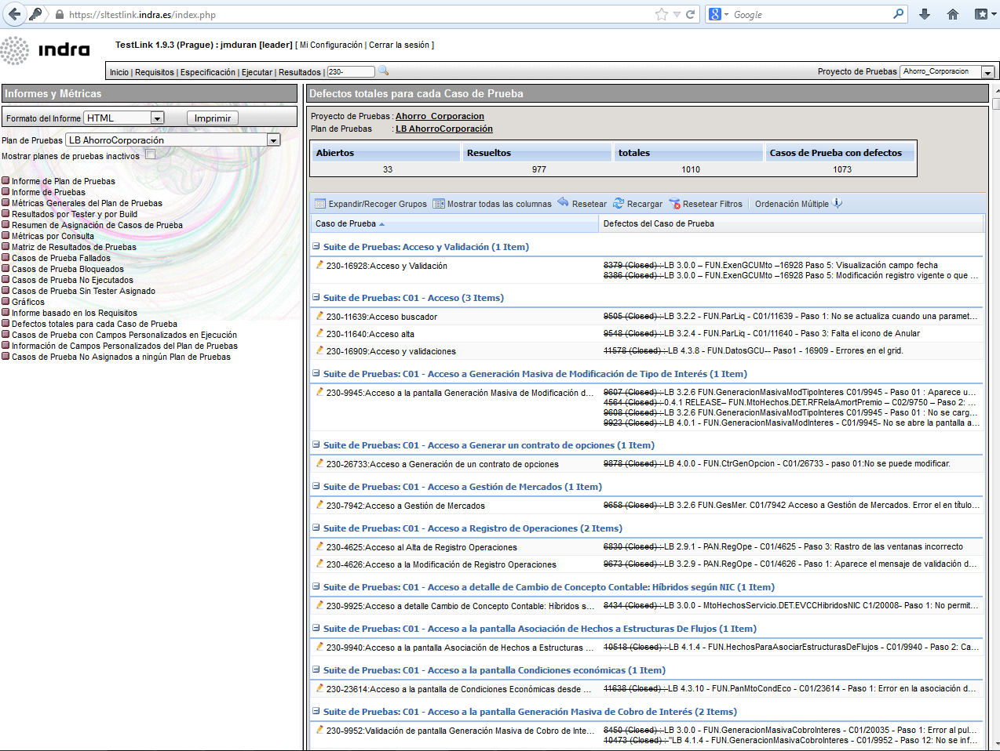 https://sltestlink.indra.es/index.php
Google
indra
TestLink 1.9.3 (Prague) : jmduran [leader] [ Mi Configuración | Cerrar la sesión ]
Inicio | Requisitos | Especificación | Ejecutar | Resultados | 230-
Proyecto de Pruebas Ahorro_Corporacion
Informes y Métricas
Formato del Informe HTML Imprimir
Plan de Pruebas LB AhorroCorporación
Mostrar planes de pruebas inactivos
Informe de Plan de Pruebas
Informe de Pruebas
Métricas Generales del Plan de Pruebas
Resultados por Tester y por Build
Resumen de Asignación de Casos de Prueba
Métricas por Consulta
Matriz de Resultados de Pruebas
Casos de Prueba Fallados
Casos de Prueba Bloqueados
Casos de Prueba No Ejecutados
Casos de Prueba Sin Tester Asignado
Gráficos
Informe basado en los Requisitos
Defectos totales para cada Caso de Prueba
Casos de Prueba con Campos Personalizados en Ejecución
Información de Campos Personalizados del Plan de Pruebas
Casos de Prueba No Asignados a ningún Plan de Pruebas
Defectos totales para cada Caso de Prueba
Proyecto de Pruebas : Ahorro_Corporacion
Plan de Pruebas : LB AhorroCorporación
Abiertos Resueltos totales Casos de Prueba con defectos
33 977 1010 1073
Expandir/Recoger Grupos Mostrar todas las columnas Resetear Recargar Resetear Filtros Ordenación Múltiple
Caso de Prueba Defectos del Caso de Prueba
Suite de Pruebas: Acceso y Validación (1 Item)
230-16928:Acceso y Validación
8379 (Closed) : LB 3.0.0 – FUN.ExenGCUMto –16928 Paso 5: Visualización campo fecha
8386 (Closed) : LB 3.0.0 – FUN.ExenGCUMto –16928 Paso 5: Modificación registro vigente o que ...
Suite de Pruebas: C01 - Acceso (3 Items)
230-11639:Acceso buscador
9505 (Closed) : LB 3.2.2 - FUN.ParLiq - C01/11639 - Paso 1: No se actualiza cuando una paramet...
230-11640:Acceso alta
9548 (Closed) : LB 3.2.4 - FUN.ParLiq - C01/11640 - Paso 3: Falta el icono de Anular
230-16909:Acceso y validaciones
11578 (Closed) : LB 4.3.8 - FUN.DatosGCU-- Paso1 - 16909 - Errores en el grid.
Suite de Pruebas: C01 - Acceso a Generación Masiva de Modificación de Tipo de Interés (1 Item)
230-9945:Acceso a la pantalla Generación Masiva de Modificación d...
9607 (Closed) : LB 3.2.6 FUN.GeneracionMasivaModTipoInteres C01/9945 - Paso 01 : Aparece u...
4564 (Closed) : 0.4.1 RELEASE– FUN.MtoHechos.DET.RFRelaAmortPremio – C02/9750 – Paso 2: ...
9608 (Closed) : LB 3.2.6 FUN.GeneracionMasivaModTipoInteres C01/9945 - Paso 01 : No se carg...
9923 (Closed) : LB 4.0.1 - FUN.GeneracionMasivaModInteres - C01/9945- No se abre la pantalla a...
Suite de Pruebas: C01 - Acceso a Generar un contrato de opciones (1 Item)
230-26733:Acceso a Generación de un contrato de opciones
9878 (Closed) : LB 4.0.0 - FUN.CtrGenOpcion - C01/26733 - paso 01:No se puede modificar.
Suite de Pruebas: C01 - Acceso a Gestión de Mercados (1 Item)
230-7942:Acceso a Gestión de Mercados
9658 (Closed) : LB 3.2.6 FUN.GesMer. C01/7942 Acceso a Gestión de Mercados. Error el en título...
Suite de Pruebas: C01 - Acceso a Registro de Operaciones (2 Items)
230-4625:Acceso al Alta de Registro Operaciones
6830 (Closed) : LB 2.9.1 - PAN.RegOpe - C01/4625 - Paso 3: Rastro de las ventanas incorrecto
230-4626:Acceso a la Modificación de Registro Operaciones
9673 (Closed) : LB 3.2.9 - PAN.RegOpe - C01/4626 - Paso 1: Aparece el mensaje de validación d...
Suite de Pruebas: C01 - Acceso a detalle de Cambio de Concepto Contable: Híbridos según NIC (1 Item)
230-9925:Acceso a detalle Cambio de Concepto Contable: Híbridos s...
8434 (Closed) : LB 3.0.0 - MtoHechosServicio.DET.EVCCHibridosNIC C1/20008- Paso 1: No permit...
Suite de Pruebas: C01 - Acceso a la pantalla Asociación de Hechos a Estructuras De Flujos (1 Item)
230-9940:Acceso a la pantalla Asociación de Hechos a Estructuras ...
10518 (Closed) : LB 4.1.4 - FUN.HechosParaAsociarEstructurasDeFlujos - C01/9940 - Paso 2: Ca...
Suite de Pruebas: C01 - Acceso a la pantalla Condiciones económicas (1 Item)
230-23614:Acceso a la pantalla de Condiciones Económicas desde ...
11638 (Closed) : LB 4.3.10 - FUN.PanMtoCondEco - C01/23614 - Paso 1: Error en la asociación d...
Suite de Pruebas: C01 - Acceso a la pantalla Generación Masiva de Cobro de Interés (2 Items)
230-9952:Validación de pantalla Generación Masiva de Cobro de Inte...
8450 (Closed) : LB 3.0.0 - FUN.GeneracionMasivaCobroInteres - C01/20035 - Paso 1: Error al pul...
10473 (Closed) : "LB 4.1.4 - FUN.GeneracionMasivaCobroInteres - C01/9952 - Paso 12: No se inf...